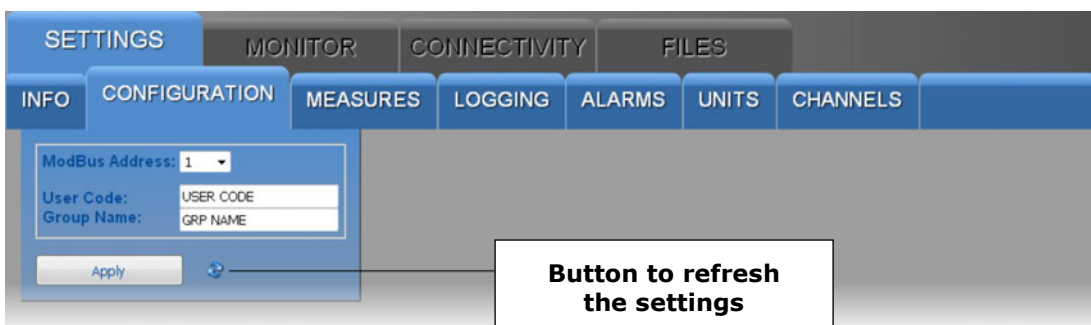 SETTINGS MONITOR CONNECTIVITY FILES
INFO CONFIGURATION MEASURES LOGGING ALARMS UNITS CHANNELS
ModBus Address: 1
User Code: USER CODE
Group Name: GRP NAME
Apply
Button to refresh
the settings